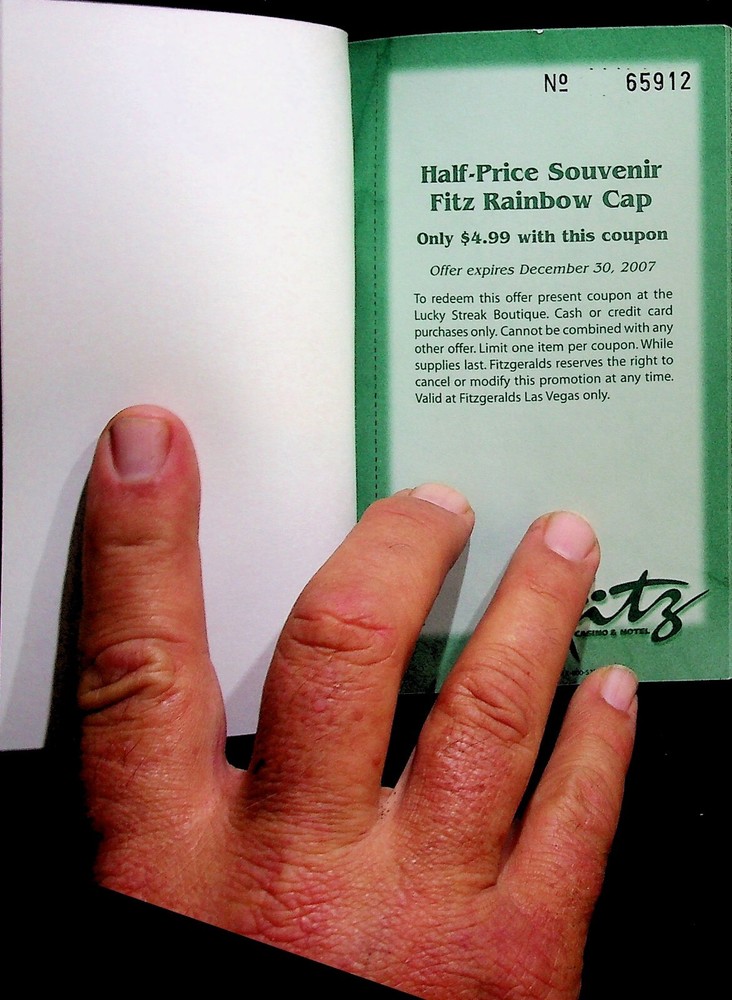 Nº 65912
Half-Price Souvenir
Fitz Rainbow Cap
Only $4.99 with this coupon
Offer expires December 30, 2007
To redeem this offer present coupon at the
Lucky Streak Boutique. Cash or credit card
purchases only. Cannot be combined with any
other offer. Limit one item per coupon. While
supplies last. Fitzgeralds reserves the right to
cancel or modify this promotion at any time.
Valid at Fitzgeralds Las Vegas only.
itz
CASINO & HOTEL